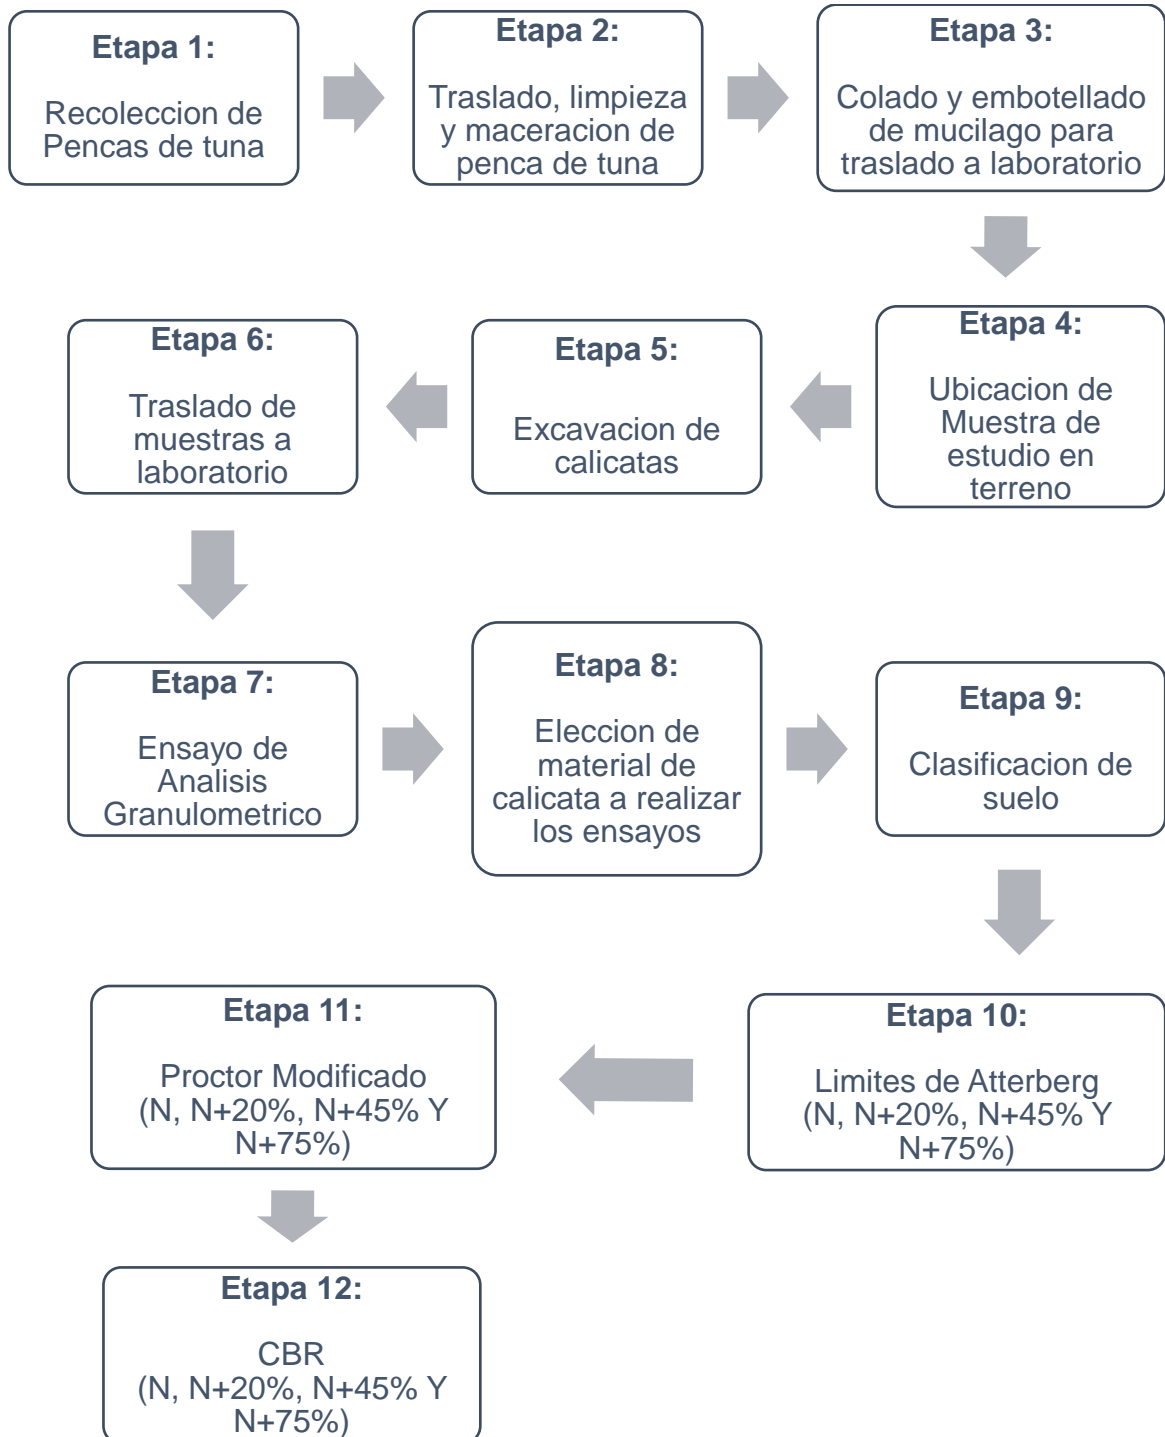 Etapa 1:
Recoleccion de
Pencas de tuna
Etapa 2:
Traslado, limpieza
y maceracion de
penca de tuna
Etapa 3:
Colado y embotellado
de mucilago para
traslado a laboratorio
Etapa 4:
Ubicacion de
Muestra de
estudio en
terreno
Etapa 5:
Excavacion de
calicatas
Etapa 6:
Traslado de
muestras a
laboratorio
Etapa 7:
Ensayo de
Analisis
Granulometrico
Etapa 8:
Eleccion de
material de
calicata a realizar
los ensayos
Etapa 9:
Clasificacion de
suelo
Etapa 10:
Limites de Atterberg
(N, N+20%, N+45% Y
N+75%)
Etapa 11:
Proctor Modificado
(N, N+20%, N+45% Y
N+75%)
Etapa 12:
CBR
(N, N+20%, N+45% Y
N+75%)